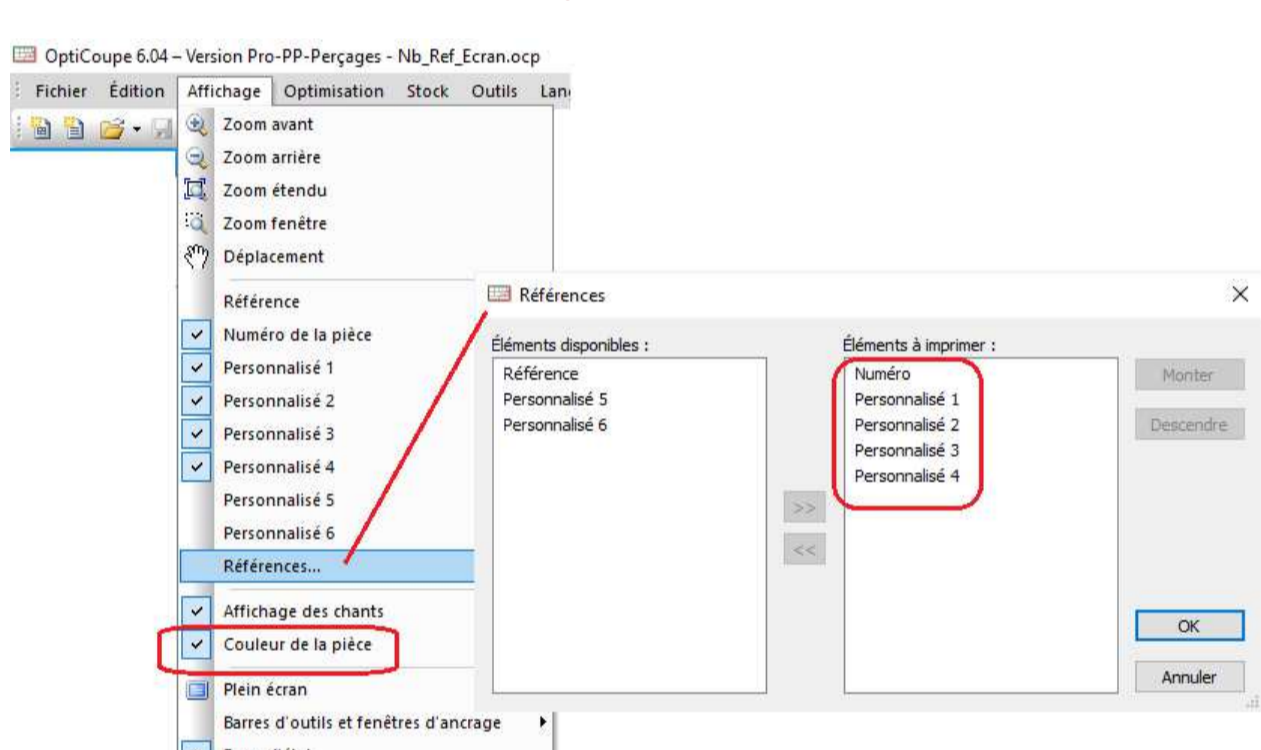 OptiCoupe 6.04 – Version Pro-PP-Perçages - Nb_Ref_Ecran.ocp
Fichier Édition Affichage Optimisation Stock Outils
Zoom avant
Zoom arrière
Zoom étendu
Zoom fenêtre
Déplacement
Référence
Numéro de la pièce
Personnalisé 1
Personnalisé 2
Personnalisé 3
Personnalisé 4
Personnalisé 5
Personnalisé 6
Références...
Affichage des chants
Couleur de la pièce
Plein écran
Barres d'outils et fenêtres d'ancrage
Références
Éléments disponibles :
Référence
Personnalisé 5
Personnalisé 6
>>
<<
Éléments à imprimer :
Numéro
Personnalisé 1
Personnalisé 2
Personnalisé 3
Personnalisé 4
Monter
Descendre
OK
Annuler